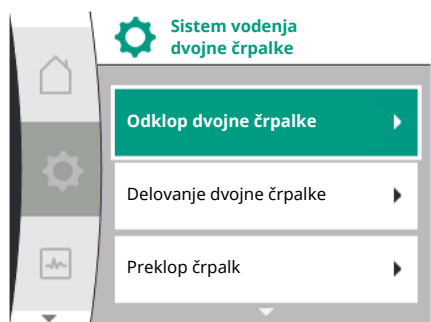 Sistem vodenja
dvojne črpalke
Odklop dvojne črpalke
Delovanje dvojne črpalke
Preklop črpalk